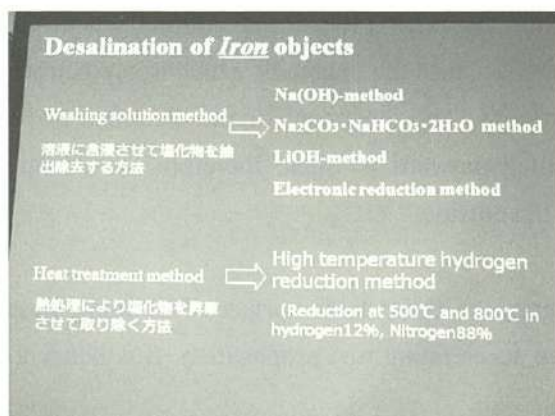 Desalination of Iron objects
Washing solution method
溶液に浸漬させて塩化物を抽
出除去する方法
Na(OH)-method
Na2CO3・NaHCO3・2H2O method
LiOH-method
Electronic reduction method
Heat treatment method
熱処理により塩化物を昇華
させて取り除く方法
High temperature hydrogen
reduction method
(Reduction at 500℃ and 800℃ in
hydrogen12%, Nitrogen88%